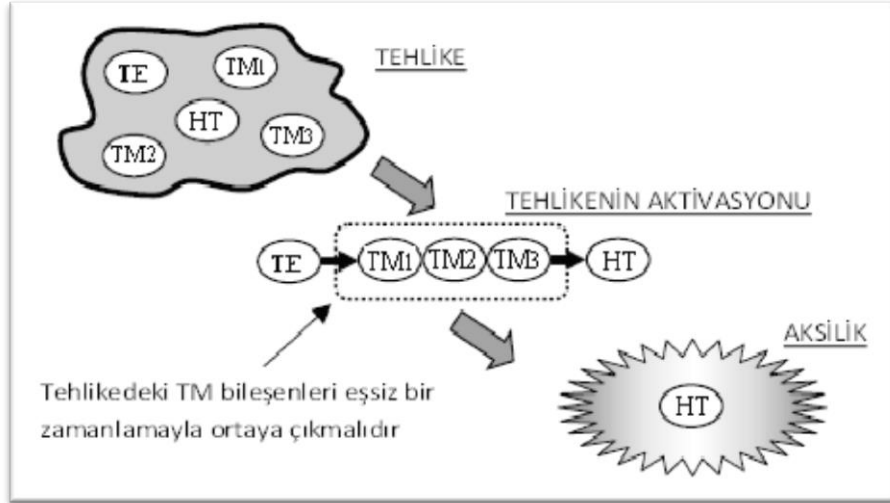 TEHLİKE
TE
TM1
HT
TM2
TM3
TEHLİKENİN AKTİVASYONU
TE
TM1 TM2 TM3
HT
AKSİLİK
HT
Tehlikedeki TM bileşenleri eşsiz bir
zamanlamayla ortaya çıkmalıdır